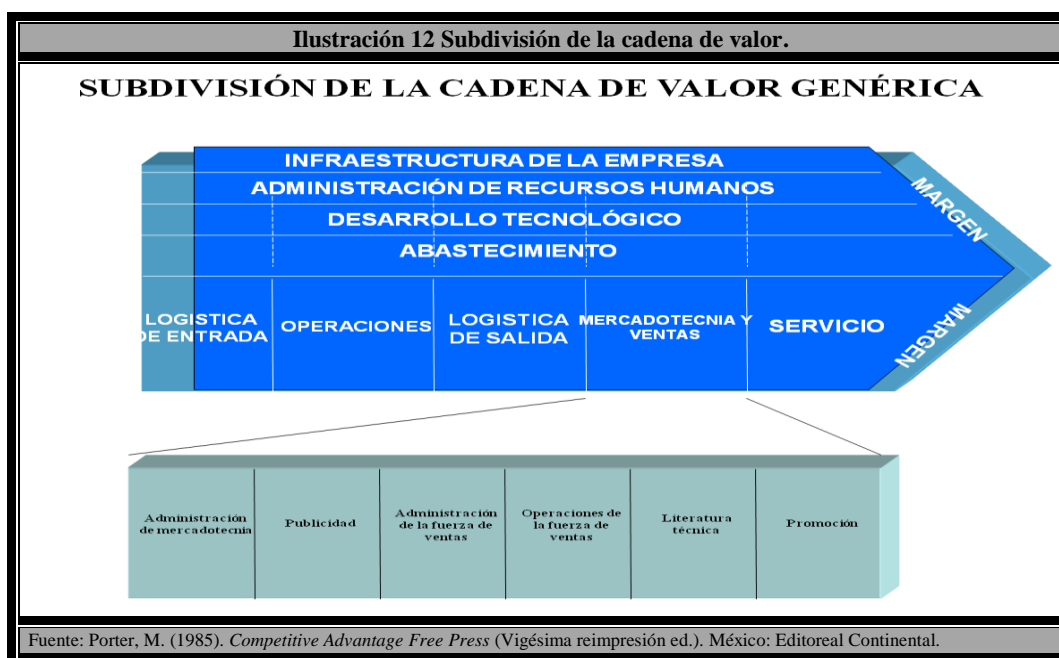 Ilustración 12 Subdivisión de la cadena de valor.
SUBDIVISIÓN DE LA CADENA DE VALOR GENÉRICA
INFRAESTRUCTURA DE LA EMPRESA
ADMINISTRACIÓN DE RECURSOS HUMANOS
DESARROLLO TECNOLÓGICO
ABASTECIMIENTO
MARGEN
LOGISTICA
DE ENTRADA
OPERACIONES
LOGISTICA
DE SALIDA
MERCADOTECNIA Y
VENTAS
SERVICIO
MARGEN
Administración
de mercadotecnia
Publicidad
Administración
de la fuerza de
ventas
Operaciones de
la fuerza de
ventas
Literatura
técnica
Promoción
Fuente: Porter, M. (1985). Competitive Advantage Free Press (Vigésima reimpresión ed.). México: Editoreal Continental.